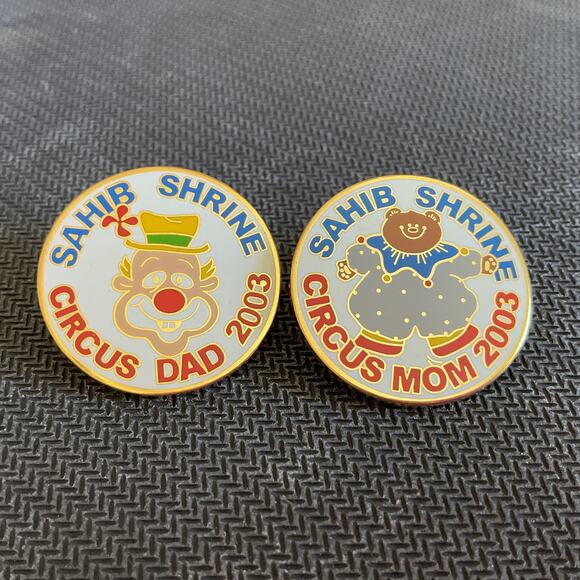 SAHIB SHRINE
CIRCUS DAD 2003
SAHIB SHRINE
CIRCUS MOM 2003